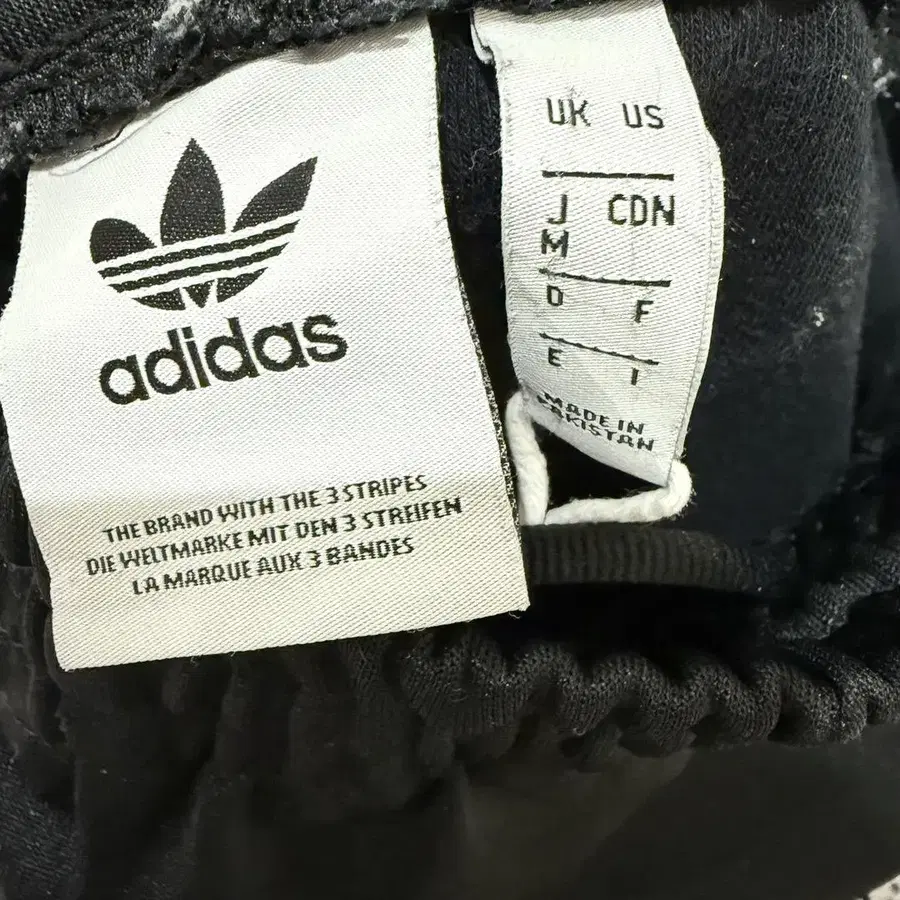 adidas
THE BRAND WITH THE 3 STRIPES
DIE WELTMARKE MIT DEN 3 STREIFEN
LA MARQUE AUX 3 BANDES
UK US
J CDN
M
D F
E I
MADE IN
PAKISTAN